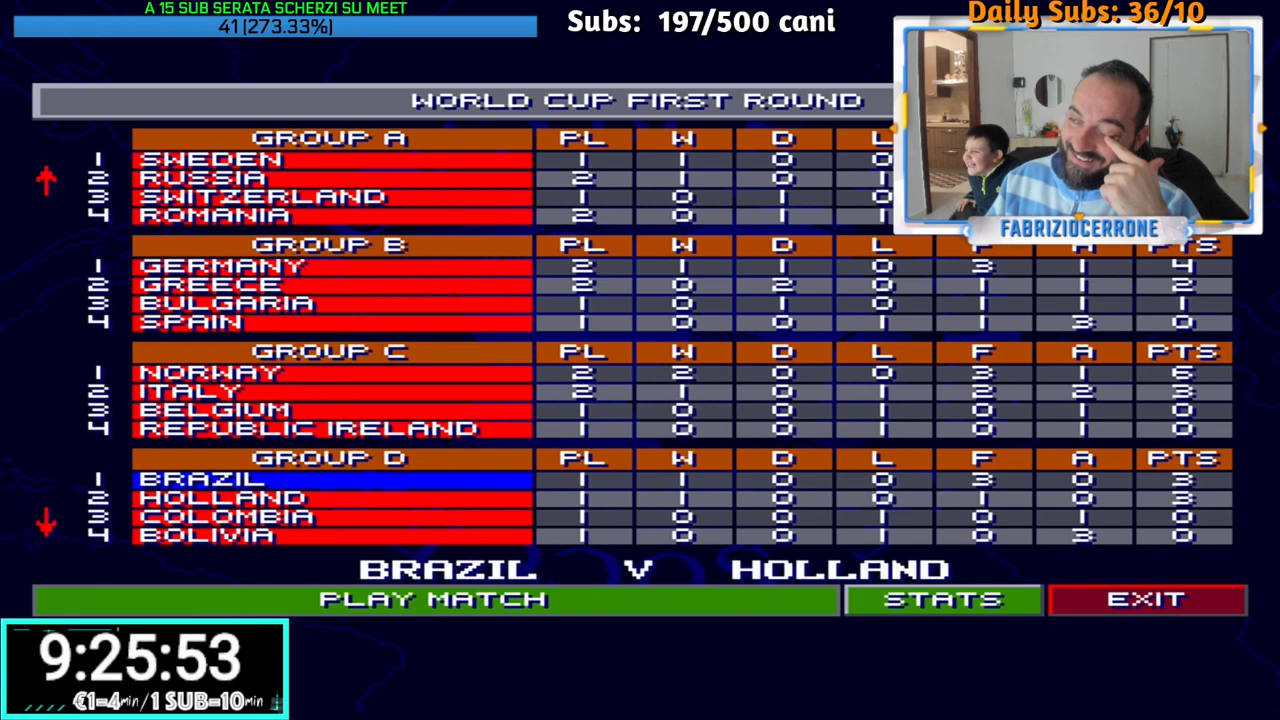 A 15 SUB SERATA SCHERZI SU MEET
41 (273.33%)
Subs: 197/500 cani
Daily Subs: 36/10
FABRIZIOCERRONE
WORLD CUP FIRST ROUND
GROUP A PL W D L
1 SWEDEN 1 1 0 0
2 RUSSIA 2 1 0 1
3 SWITZERLAND 1 0 1 0
4 ROMANIA 2 0 1 1
GROUP B PL W D L F A PTS
1 GERMANY 2 1 1 0 3 1 4
2 GREECE 2 0 2 0 1 1 2
3 BULGARIA 1 0 1 0 1 1 1
4 SPAIN 1 0 0 1 1 3 0
GROUP C PL W D L F A PTS
1 NORWAY 2 2 0 0 3 1 6
2 ITALY 2 1 0 1 2 2 3
3 BELGIUM 1 0 0 1 0 1 0
4 REPUBLIC IRELAND 1 0 0 1 0 1 0
GROUP D PL W D L F A PTS
1 BRAZIL 1 1 0 0 3 0 3
2 HOLLAND 1 1 0 0 1 0 3
3 COLOMBIA 1 0 0 1 0 1 0
4 BOLIVIA 1 0 0 1 0 3 0
BRAZIL V HOLLAND
PLAY MATCH STATS EXIT
9:25:53
€1=4min/1 SUB=10min